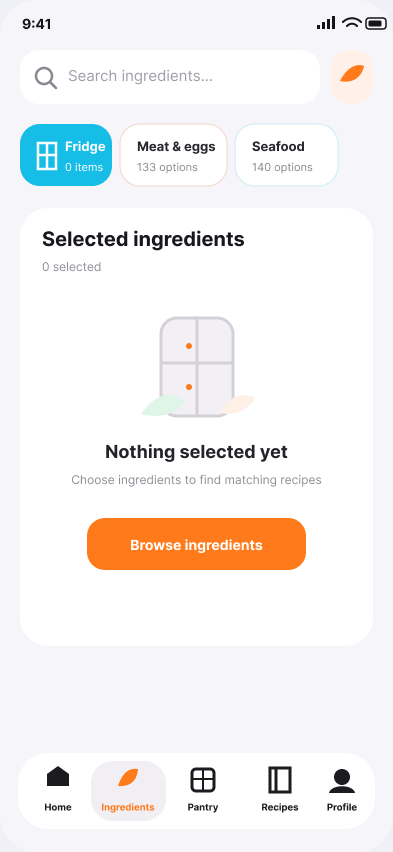 9:41
Search ingredients...
Fridge
0 items
Meat & eggs
133 options
Seafood
140 options
Selected ingredients
0 selected
Nothing selected yet
Choose ingredients to find matching recipes
Browse ingredients
Home
Ingredients
Pantry
Recipes
Profile